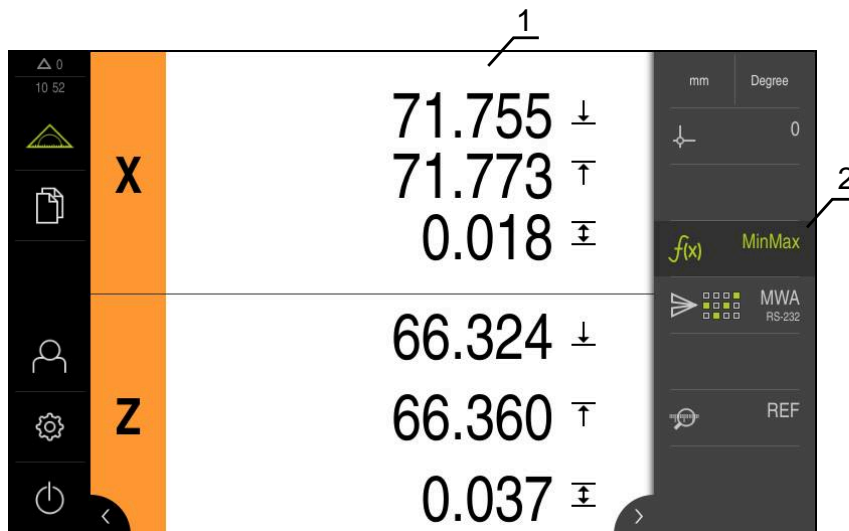 1
△ 0
10 52
X
71.755
71.773
0.018
Z
66.324
66.360
0.037
mm Degree
0
2
f(x) MinMax
MWA
RS-232
REF